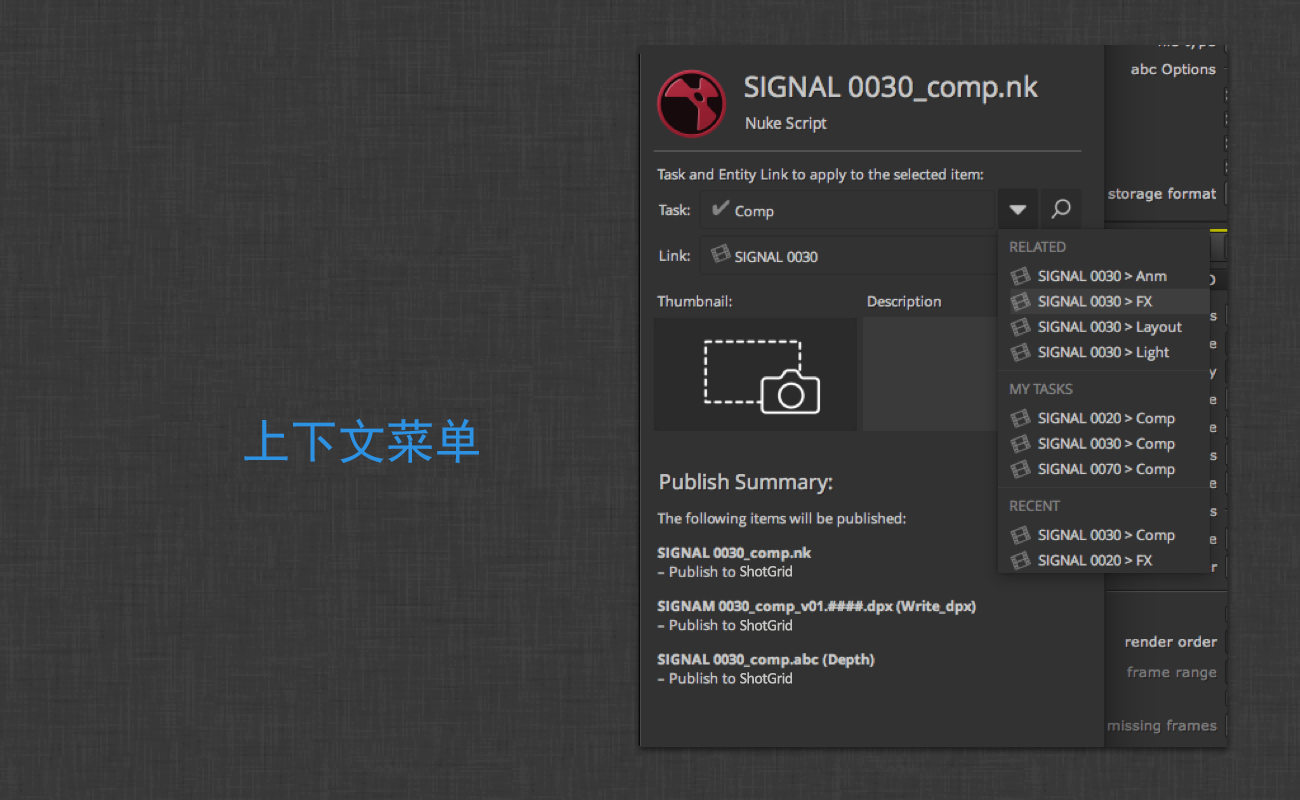 上下文菜单
SIGNAL 0030_comp.nk
Nuke Script
Task and Entity Link to apply to the selected item:
Task: Comp
Link: SIGNAL 0030
Thumbnail: Description
RELATED
SIGNAL 0030 > Anm
SIGNAL 0030 > FX
SIGNAL 0030 > Layout
SIGNAL 0030 > Light
MY TASKS
SIGNAL 0020 > Comp
SIGNAL 0030 > Comp
SIGNAL 0070 > Comp
RECENT
SIGNAL 0030 > Comp
SIGNAL 0020 > FX
Publish Summary:
The following items will be published:
SIGNAL 0030_comp.nk
– Publish to ShotGrid
SIGNAM 0030_comp_v01.####.dpx (Write_dpx)
– Publish to ShotGrid
SIGNAL 0030_comp.abc (Depth)
– Publish to ShotGrid
abc Options
storage format
render order
frame range
missing frames